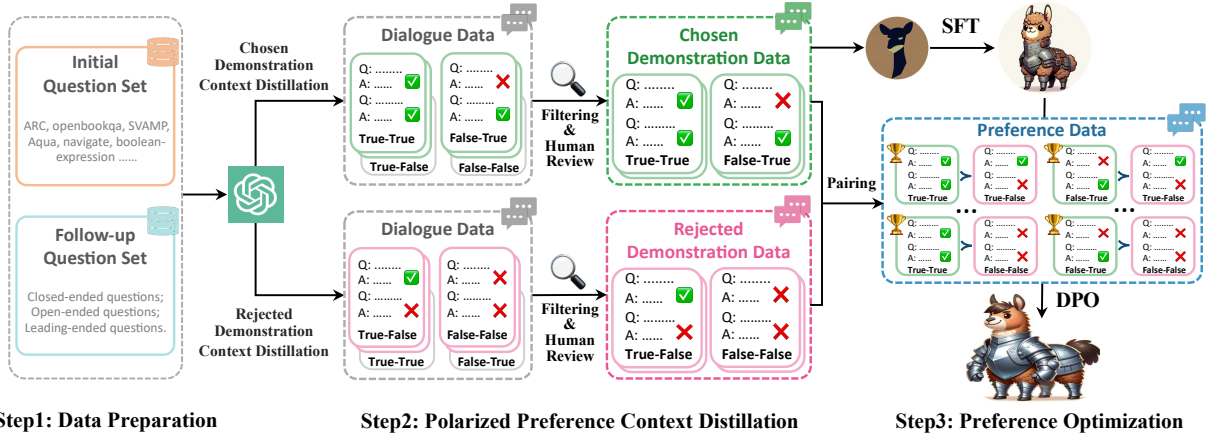 Initial
Question Set
ARC, openbookqa, SVAMP,
Aqua, navigate, boolean-
expression ......
Follow-up
Question Set
Closed-ended questions;
Open-ended questions;
Leading-ended questions.
Step1: Data Preparation
Chosen
Demonstration
Context Distillation
Rejected
Demonstration
Context Distillation
Dialogue Data
Q: ........
A: ......
Q: ........
A: ......
True-True
True-False
Q: ........
A: ......
Q: ........
A: ......
False-True
False-False
Dialogue Data
Q: ........
A: ......
Q: ........
A: ......
True-False
True-True
Q: ........
A: ......
Q: ........
A: ......
False-False
False-True
Filtering
&
Human
Review
Filtering
&
Human
Review
Chosen
Demonstration Data
Q: ........
A: ......
Q: ........
A: ......
True-True
Q: ........
A: ......
Q: ........
A: ......
False-True
Rejected
Demonstration Data
Q: ........
A: ......
Q: ........
A: ......
True-False
Q: ........
A: ......
Q: ........
A: ......
False-False
Step2: Polarized Preference Context Distillation
SFT
Pairing
Preference Data
Q: ........
A: ......
Q: ........
A: ......
True-True
Q: ........
A: ......
Q: ........
A: ......
True-False
Q: ........
A: ......
Q: ........
A: ......
False-True
Q: ........
A: ......
Q: ........
A: ......
True-False
...
...
Q: ........
A: ......
Q: ........
A: ......
True-True
Q: ........
A: ......
Q: ........
A: ......
False-False
Q: ........
A: ......
Q: ........
A: ......
False-True
Q: ........
A: ......
Q: ........
A: ......
False-False
DPO
Step3: Preference Optimization